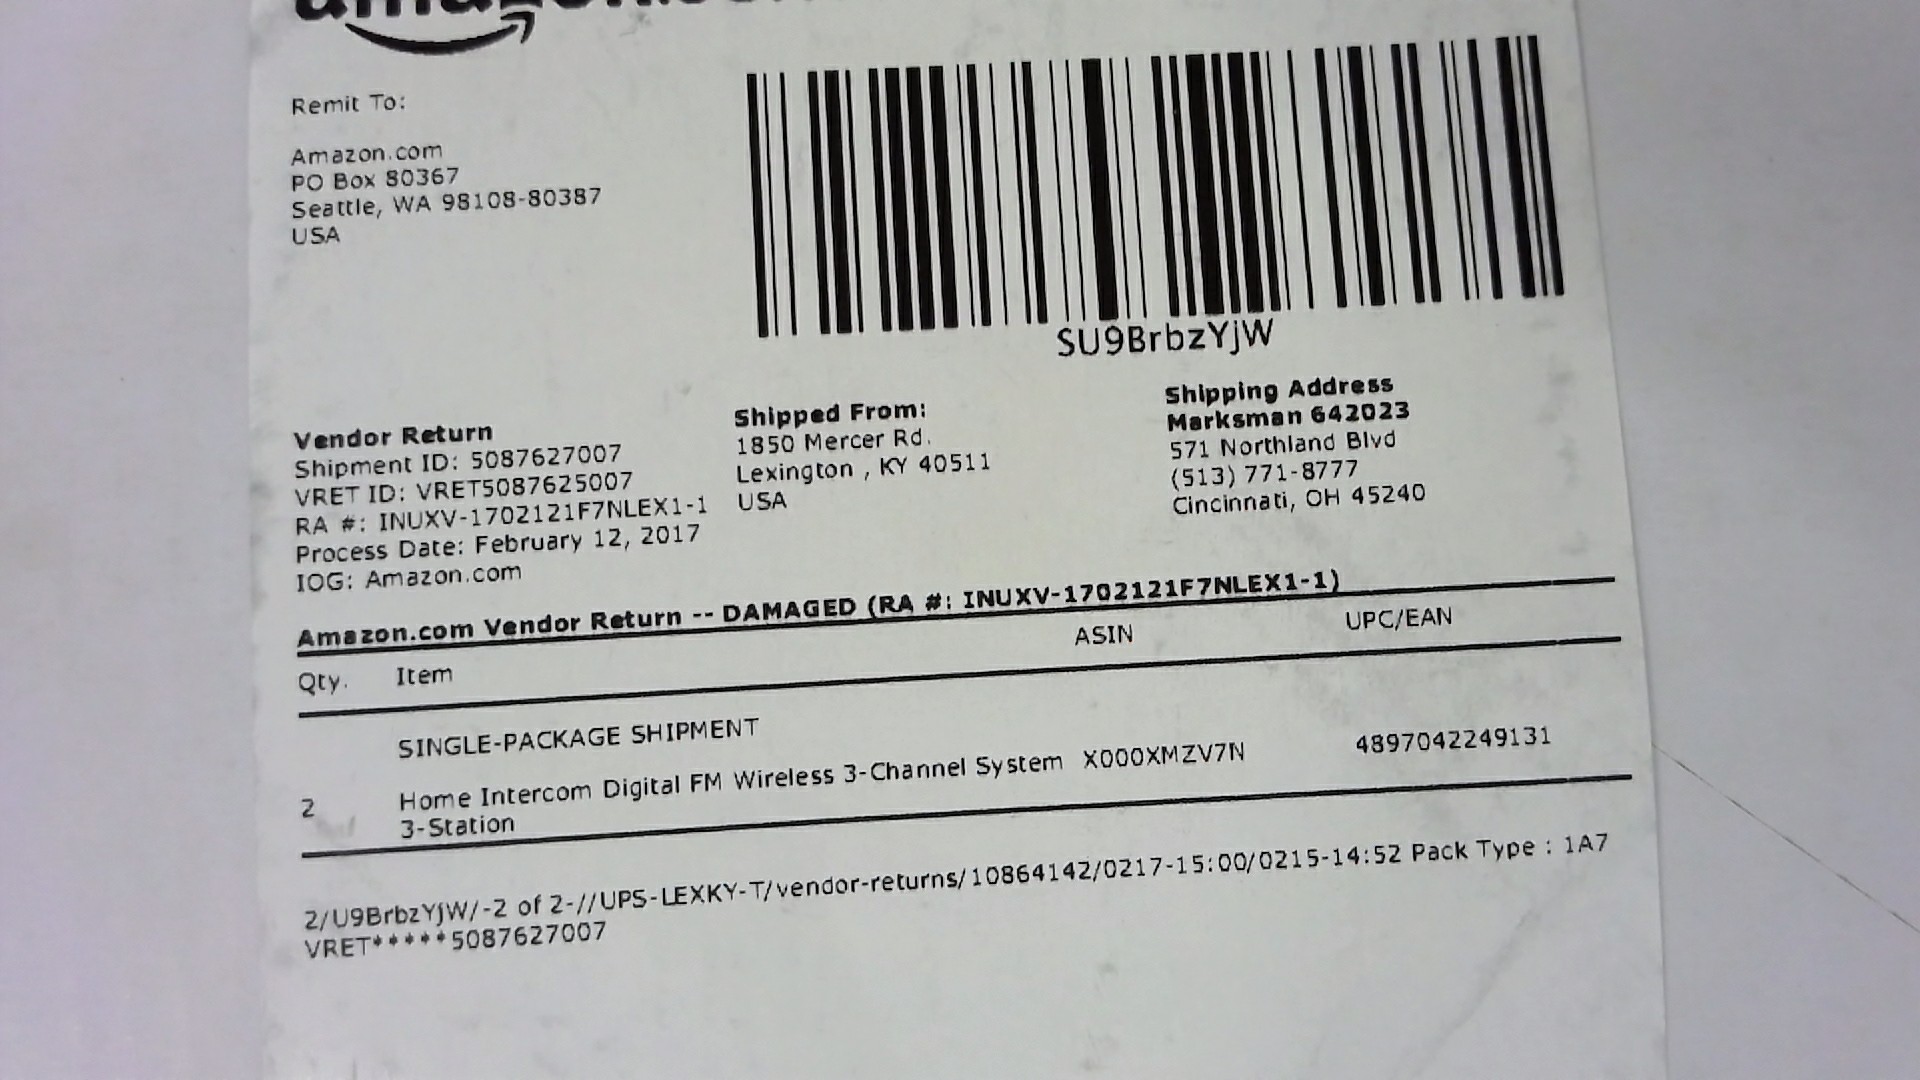 amazon.com
Remit To:
Amazon.com
PO Box 80367
Seattle, WA 98108-80387
USA
SU9BrbzYjW
Vendor Return
Shipment ID: 5087627007
VRET ID: VRET5087625007
RA #: INUXV-1702121F7NLEX1-1
Process Date: February 12, 2017
IOG: Amazon.com
Shipped From:
1850 Mercer Rd.
Lexington , KY 40511
USA
Shipping Address
Marksman 642023
571 Northland Blvd
(513) 771-8777
Cincinnati, OH 45240
Amazon.com Vendor Return -- DAMAGED (RA #: INUXV-1702121F7NLEX1-1)
Qty. Item ASIN UPC/EAN
SINGLE-PACKAGE SHIPMENT
2 Home Intercom Digital FM Wireless 3-Channel System X000XMZV7N 4897042249131
3-Station
2/U9BrbzYjW/-2 of 2-//UPS-LEXKY-T/vendor-returns/10864142/0217-15:00/0215-14:52 Pack Type : 1A7
VRET*****5087627007